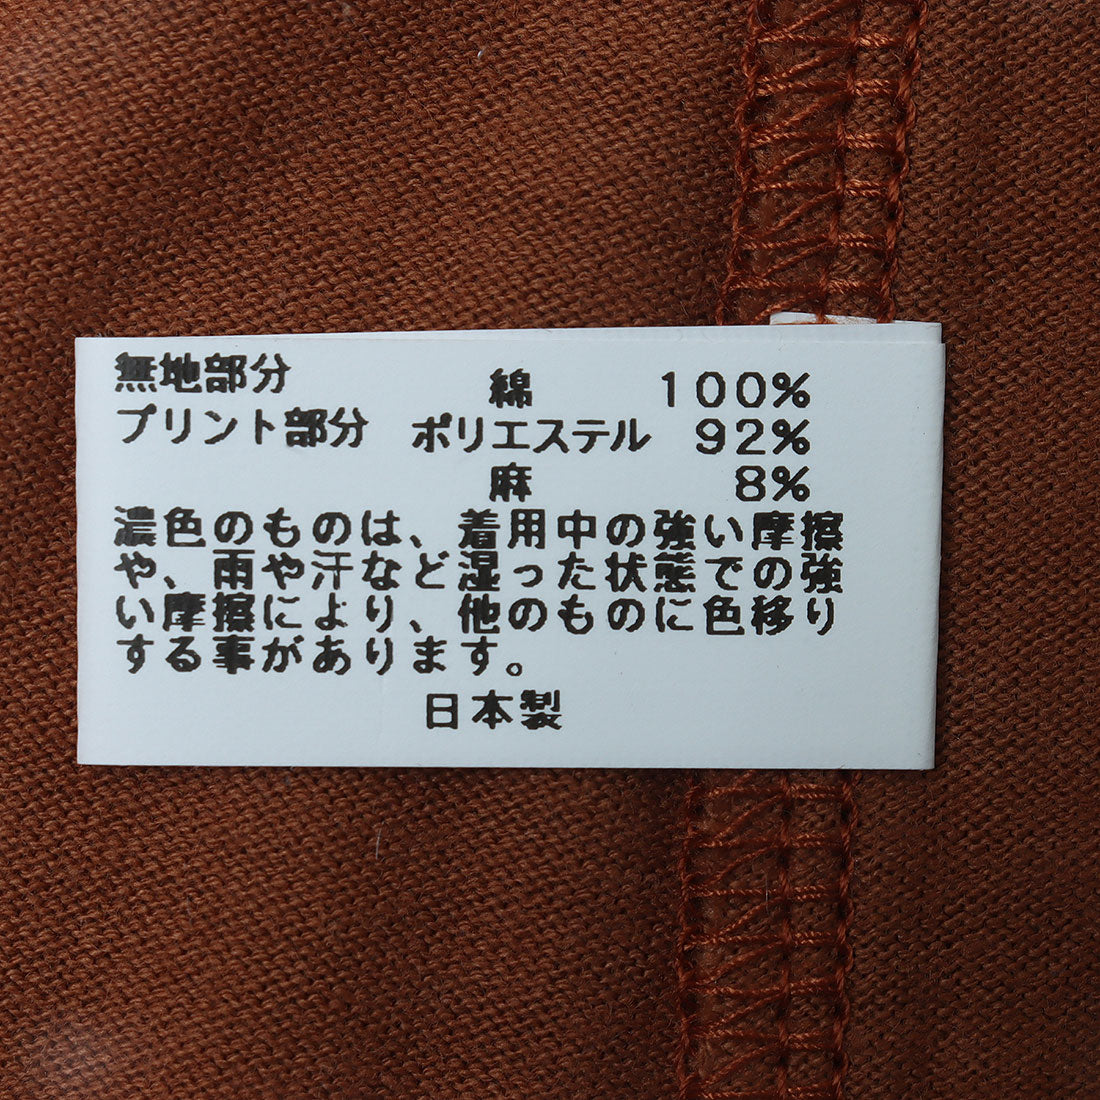 無地部分 綿 100%
プリント部分 ポリエステル 92%
麻 8%
濃色のものは、着用中の強い摩擦
や、雨や汗など湿った状態での強
い摩擦により、他のものに色移り
する事があります。
日本製